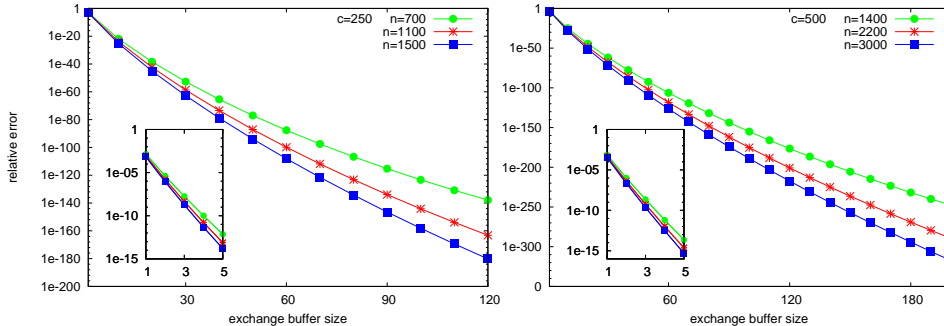 relative error
1
1e-20
1e-40
1e-60
1e-80
1e-100
1e-120
1e-140
1e-160
1e-180
1e-200
30
60
90
120
exchange buffer size
c=250 n=700
n=1100
n=1500
1
1e-05
1e-10
1e-15
1 3 5
1
1e-50
1e-100
1e-150
1e-200
1e-250
1e-300
0
60
120
180
exchange buffer size
c=500 n=1400
n=2200
n=3000
1
1e-05
1e-10
1e-15
1 3 5